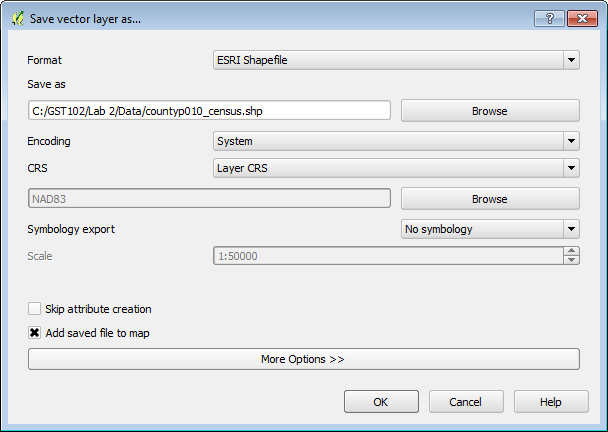 Save vector layer as...
Format ESRI Shapefile
Save as
C:/GST102/Lab 2/Data/countyp010_census.shp Browse
Encoding System
CRS Layer CRS
NAD83 Browse
Symbology export No symbology
Scale 1:50000
Skip attribute creation
Add saved file to map
More Options >>
OK Cancel Help